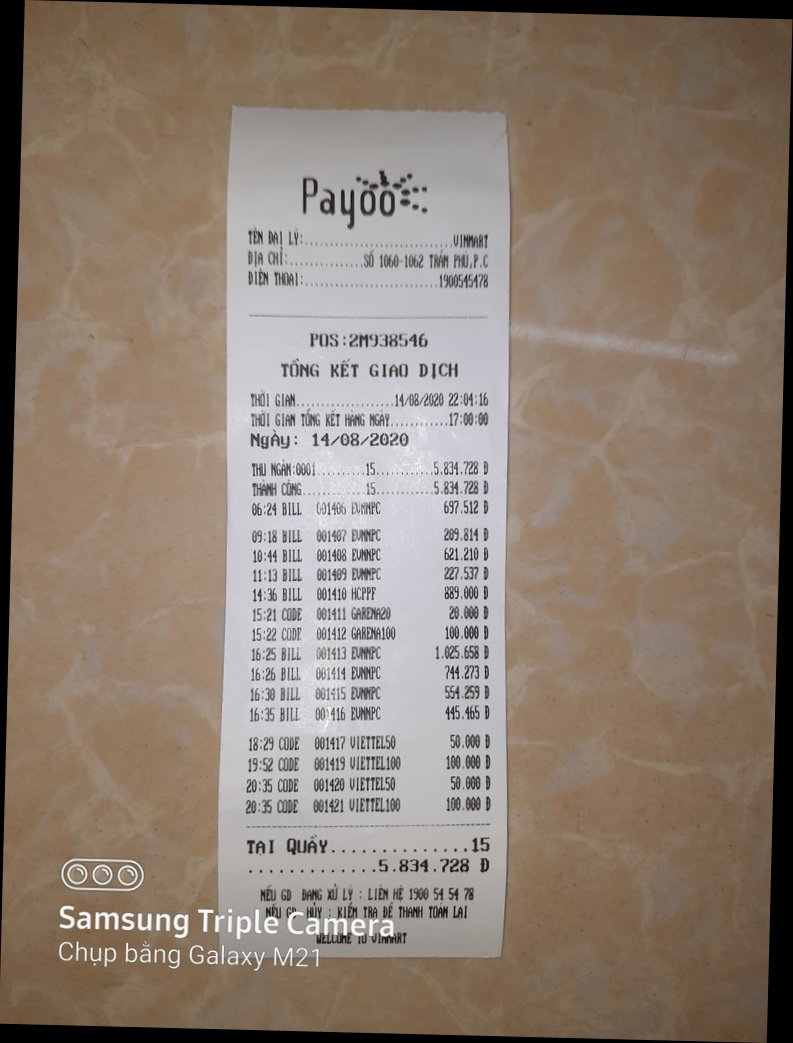 Payoo
TÊN ĐẠI LÝ:..............................VINMART
ĐỊA CHỈ:...............SỐ 1060-1062 TRẦN PHÚ,P.C
ĐIỆN THOẠI:...........................1900545478
POS:2M938546
TỔNG KẾT GIAO DỊCH
THỜI GIAN....................14/08/2020 22:04:16
THỜI GIAN TỔNG KẾT HÀNG NGÀY............17:00:00
Ngày: 14/08/2020
THU NGÂN:0001..........15............5.834.728 Đ
THÀNH CÔNG.............15............5.834.728 Đ
06:24 BILL 001406 EVNNPC 697.512 Đ
09:18 BILL 001407 EVNNPC 209.814 Đ
10:44 BILL 001408 EVNNPC 621.210 Đ
11:13 BILL 001409 EVNNPC 227.537 Đ
14:36 BILL 001410 HCPPF 889.000 Đ
15:21 CODE 001411 GARENA20 20.000 Đ
15:22 CODE 001412 GARENA100 100.000 Đ
16:25 BILL 001413 EVNNPC 1.025.658 Đ
16:26 BILL 001414 EVNNPC 744.273 Đ
16:30 BILL 001415 EVNNPC 554.259 Đ
16:35 BILL 001416 EVNNPC 445.465 Đ
18:29 CODE 001417 VIETTEL50 50.000 Đ
19:52 CODE 001419 VIETTEL100 100.000 Đ
20:35 CODE 001420 VIETTEL50 50.000 Đ
20:35 CODE 001421 VIETTEL100 100.000 Đ
TẠI QUẦY..............15
.............5.834.728 Đ
NẾU GD ĐANG XỬ LÝ : LIÊN HỆ 1900 54 54 78
NẾU GD HỦY : KIỂM TRA ĐỂ THANH TOÁN LẠI
WELCOME TO VINMART
Samsung Triple Camera
Chụp bằng Galaxy M21